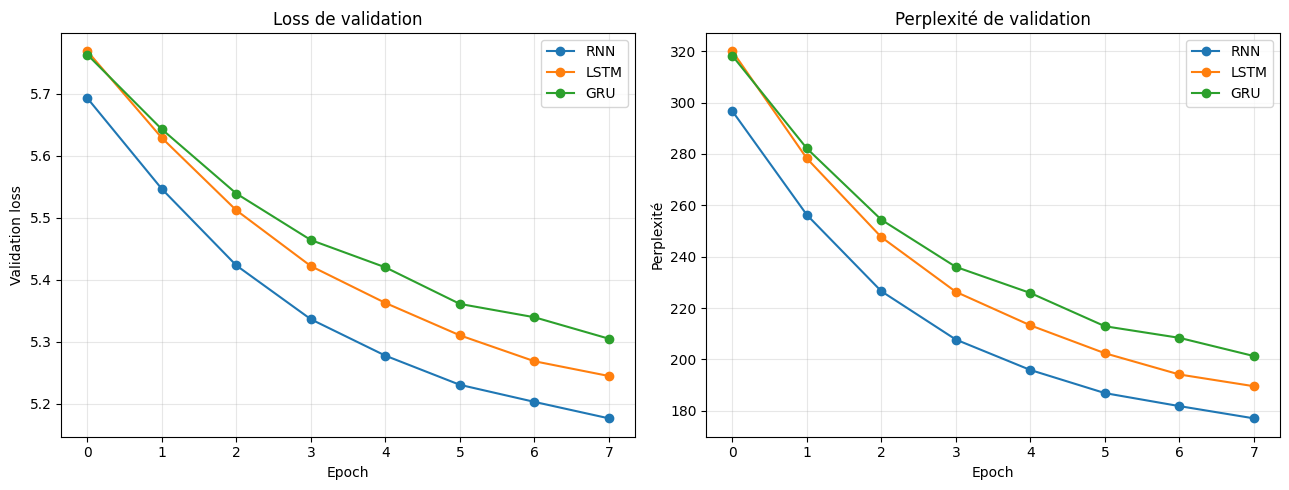 Loss de validation
Validation loss
5.7
5.6
5.5
5.4
5.3
5.2
0 1 2 3 4 5 6 7
Epoch
RNN
LSTM
GRU
Perplexité de validation
Perplexité
320
300
280
260
240
220
200
180
0 1 2 3 4 5 6 7
Epoch
RNN
LSTM
GRU